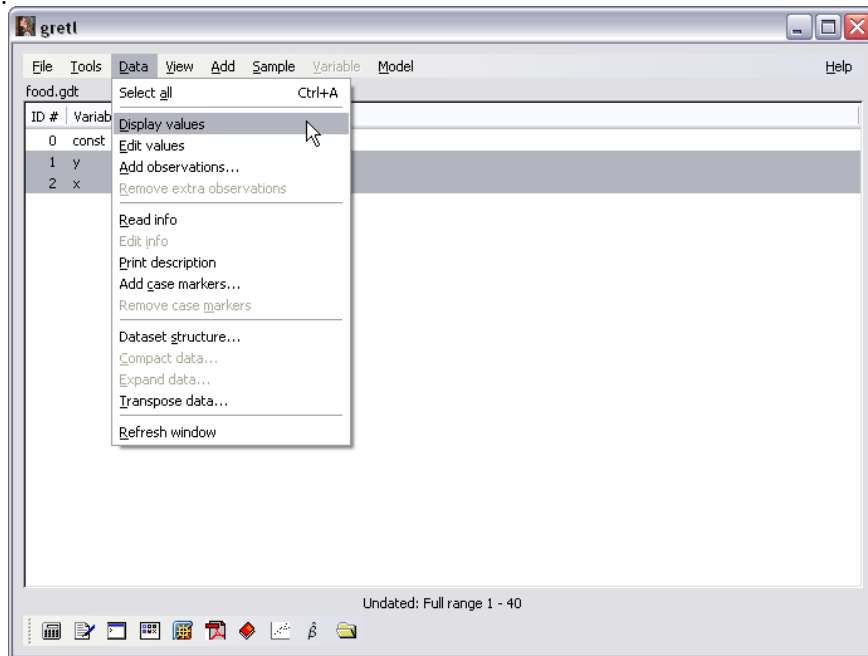 gretl
File Tools Data View Add Sample Variable Model Help
food.gdt
Select all Ctrl+A
ID # Variab
Display values
0 const
Edit values
1 y
Add observations...
2 x
Remove extra observations
Read info
Edit info
Print description
Add case markers...
Remove case markers
Dataset structure...
Compact data...
Expand data...
Transpose data...
Refresh window
Undated: Full range 1 - 40
β̂